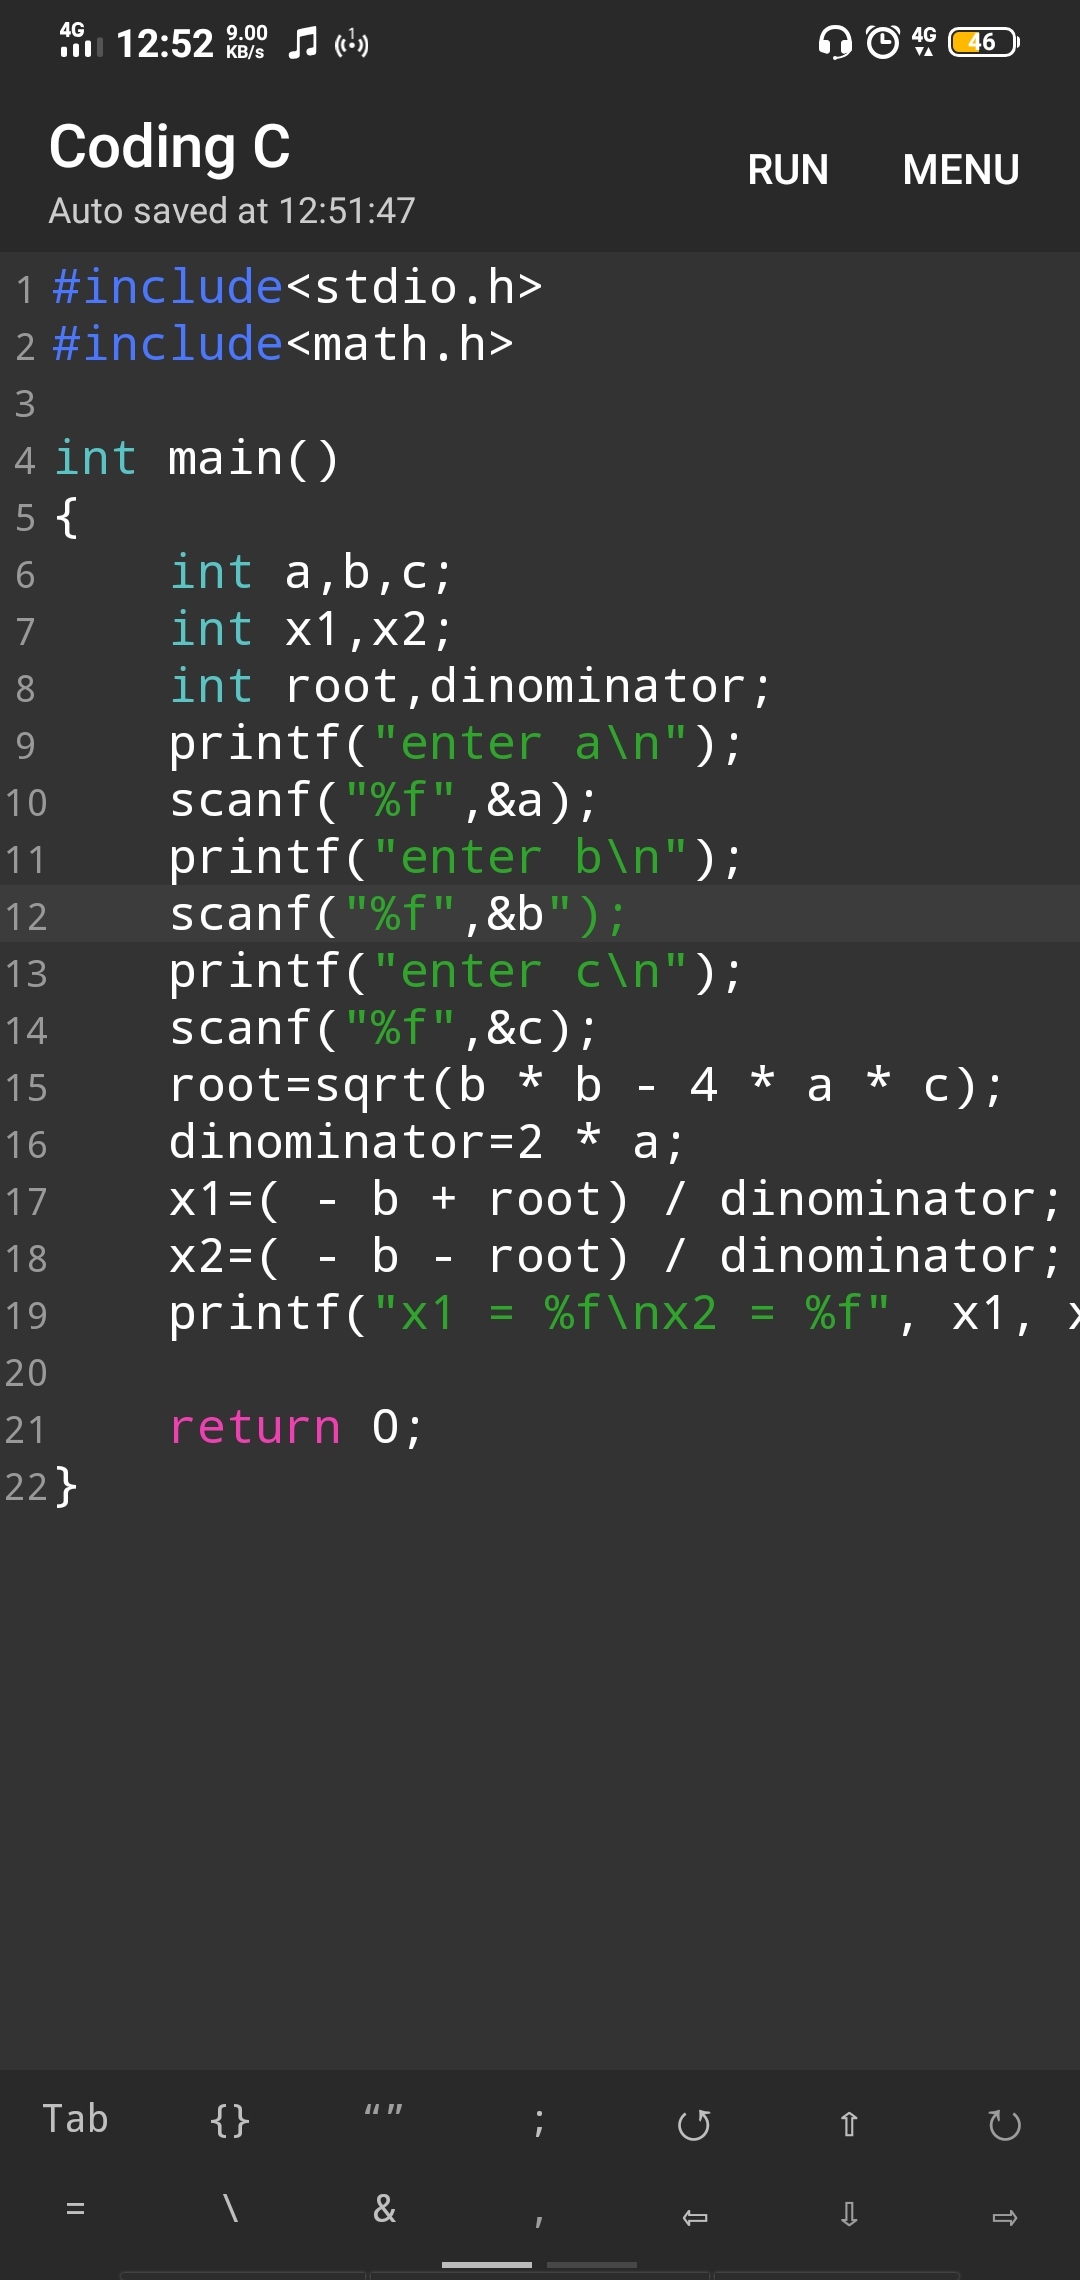 4G 12:52 9.00 KB/s 1 4G 46
Coding C
RUN MENU
Auto saved at 12:51:47
1 #include<stdio.h>
2 #include<math.h>
3
4 int main()
5 {
6 int a,b,c;
7 int x1,x2;
8 int root,dinominator;
9 printf("enter a\n");
10 scanf("%f",&a);
11 printf("enter b\n");
12 scanf("%f",&b");
13 printf("enter c\n");
14 scanf("%f",&c);
15 root=sqrt(b * b - 4 * a * c);
16 dinominator=2 * a;
17 x1=( - b + root) / dinominator;
18 x2=( - b - root) / dinominator;
19 printf("x1 = %f\nx2 = %f", x1, x
20
21 return 0;
22 }
Tab {} “” ; ↺ ⇧ ↻
= \ & , ⇦ ⇩ ⇨